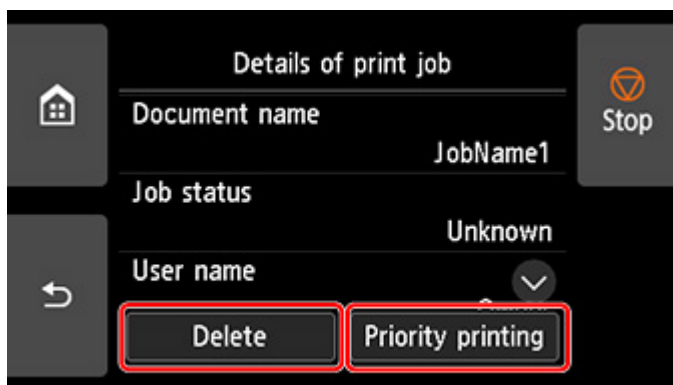 Details of print job
Stop
Document name
JobName1
Job status
Unknown
User name
Delete
Priority printing